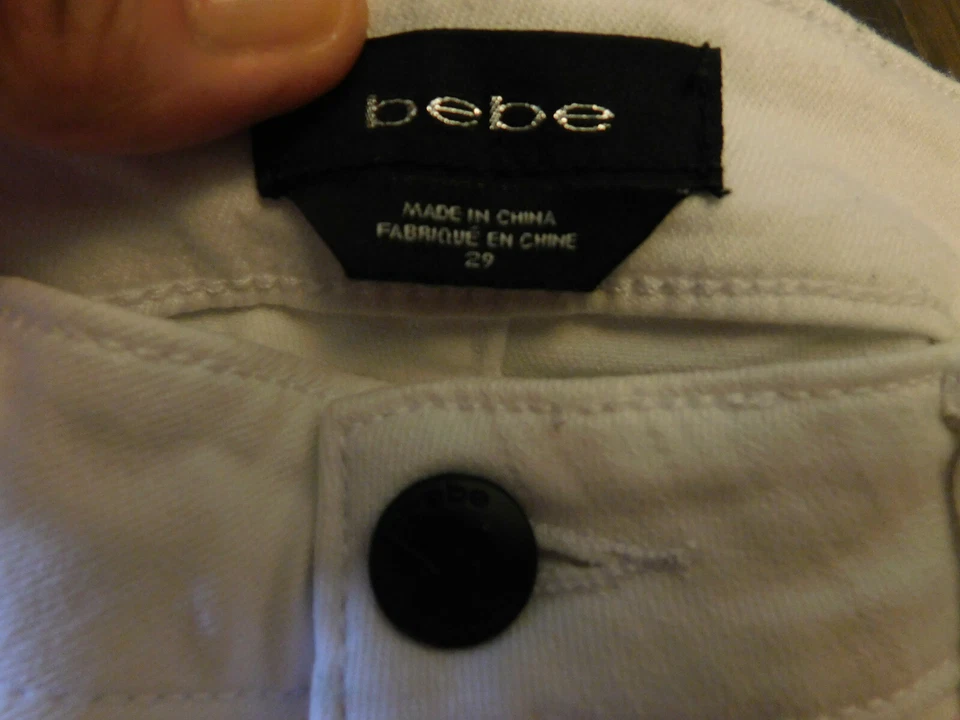 bebe
MADE IN CHINA
FABRIQUÉ EN CHINE
29